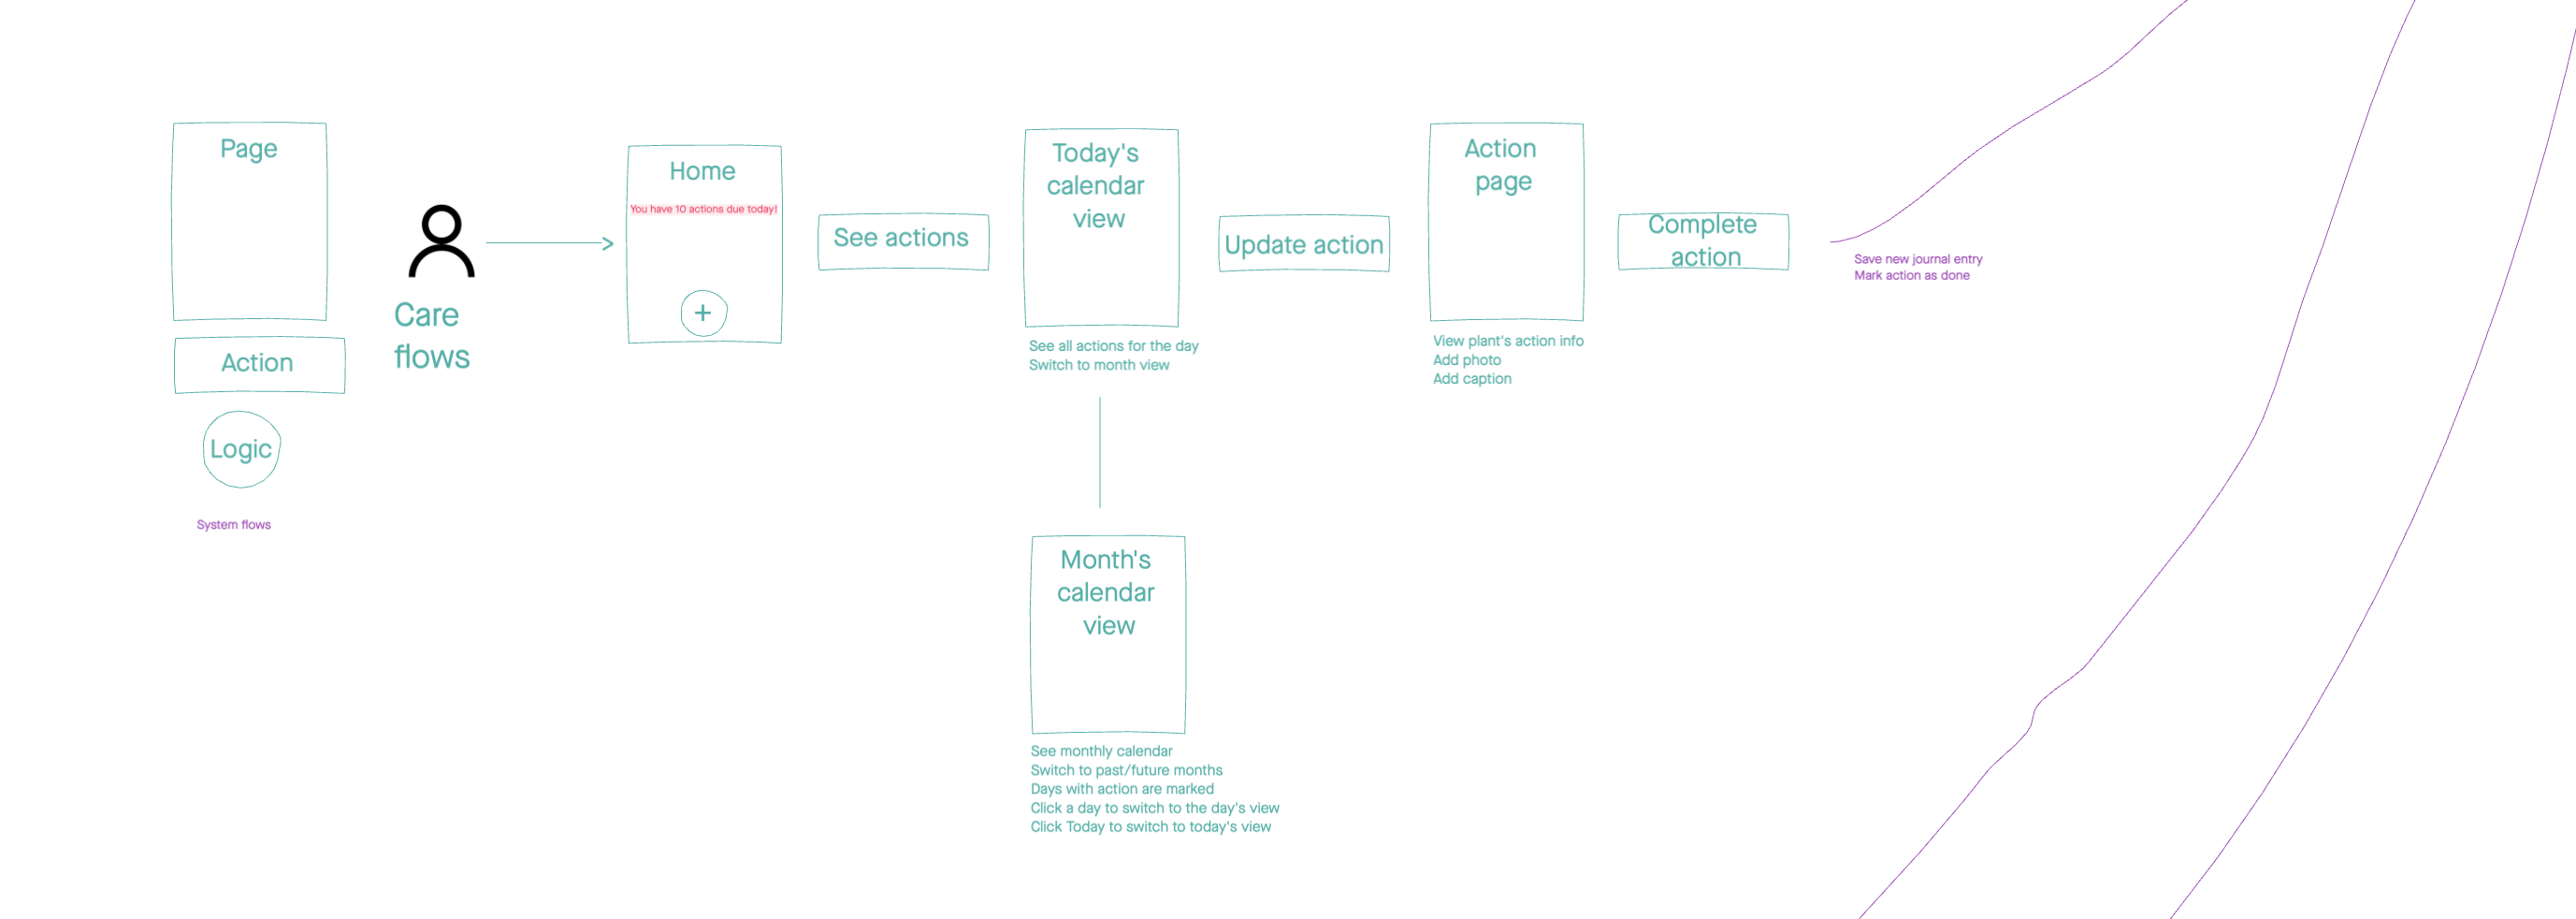 Page
Action
Logic
System flows
Care
flows
Home
You have 10 actions due today!
+
See actions
Today's
calendar
view
See all actions for the day
Switch to month view
Month's
calendar
view
See monthly calendar
Switch to past/future months
Days with action are marked
Click a day to switch to the day's view
Click Today to switch to today's view
Update action
Action
page
View plant's action info
Add photo
Add caption
Complete
action
Save new journal entry
Mark action as done